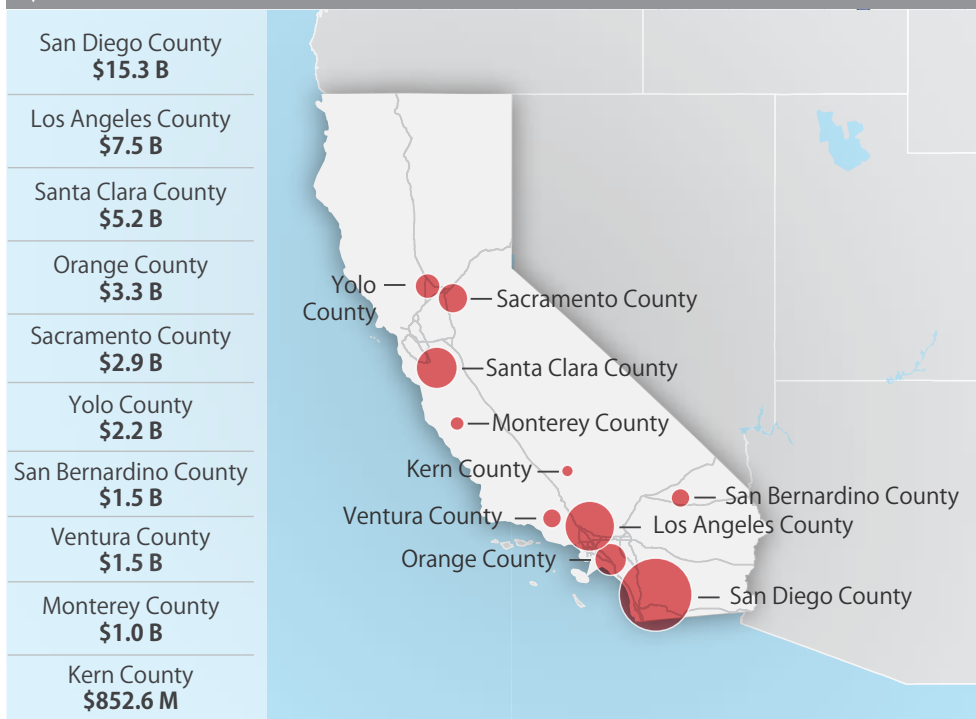 San Diego County
$15.3 B
Los Angeles County
$7.5 B
Santa Clara County
$5.2 B
Orange County
$3.3 B
Sacramento County
$2.9 B
Yolo County
$2.2 B
San Bernardino County
$1.5 B
Ventura County
$1.5 B
Monterey County
$1.0 B
Kern County
$852.6 M
Yolo
County
Sacramento County
Santa Clara County
Monterey County
Kern County
San Bernardino County
Ventura County
Los Angeles County
Orange County
San Diego County